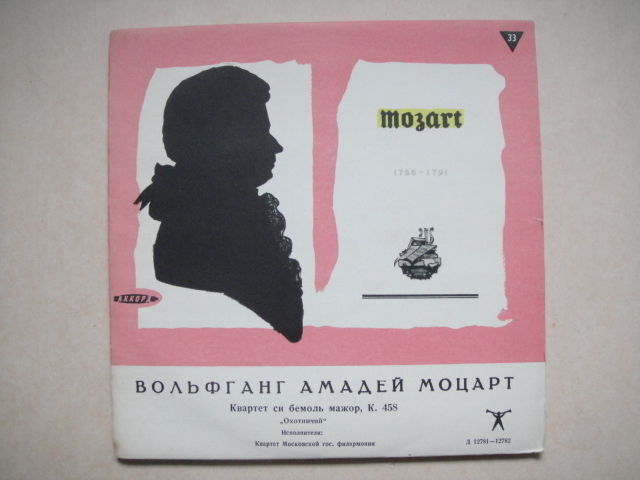 33
mozart
1756-1791
АККОРД
ВОЛЬФГАНГ АМАДЕЙ МОЦАРТ
Квартет си бемоль мажор, К. 458
„Охотничий“
Исполнители:
Квартет Московской гос. филармонии
Д 12781—12782